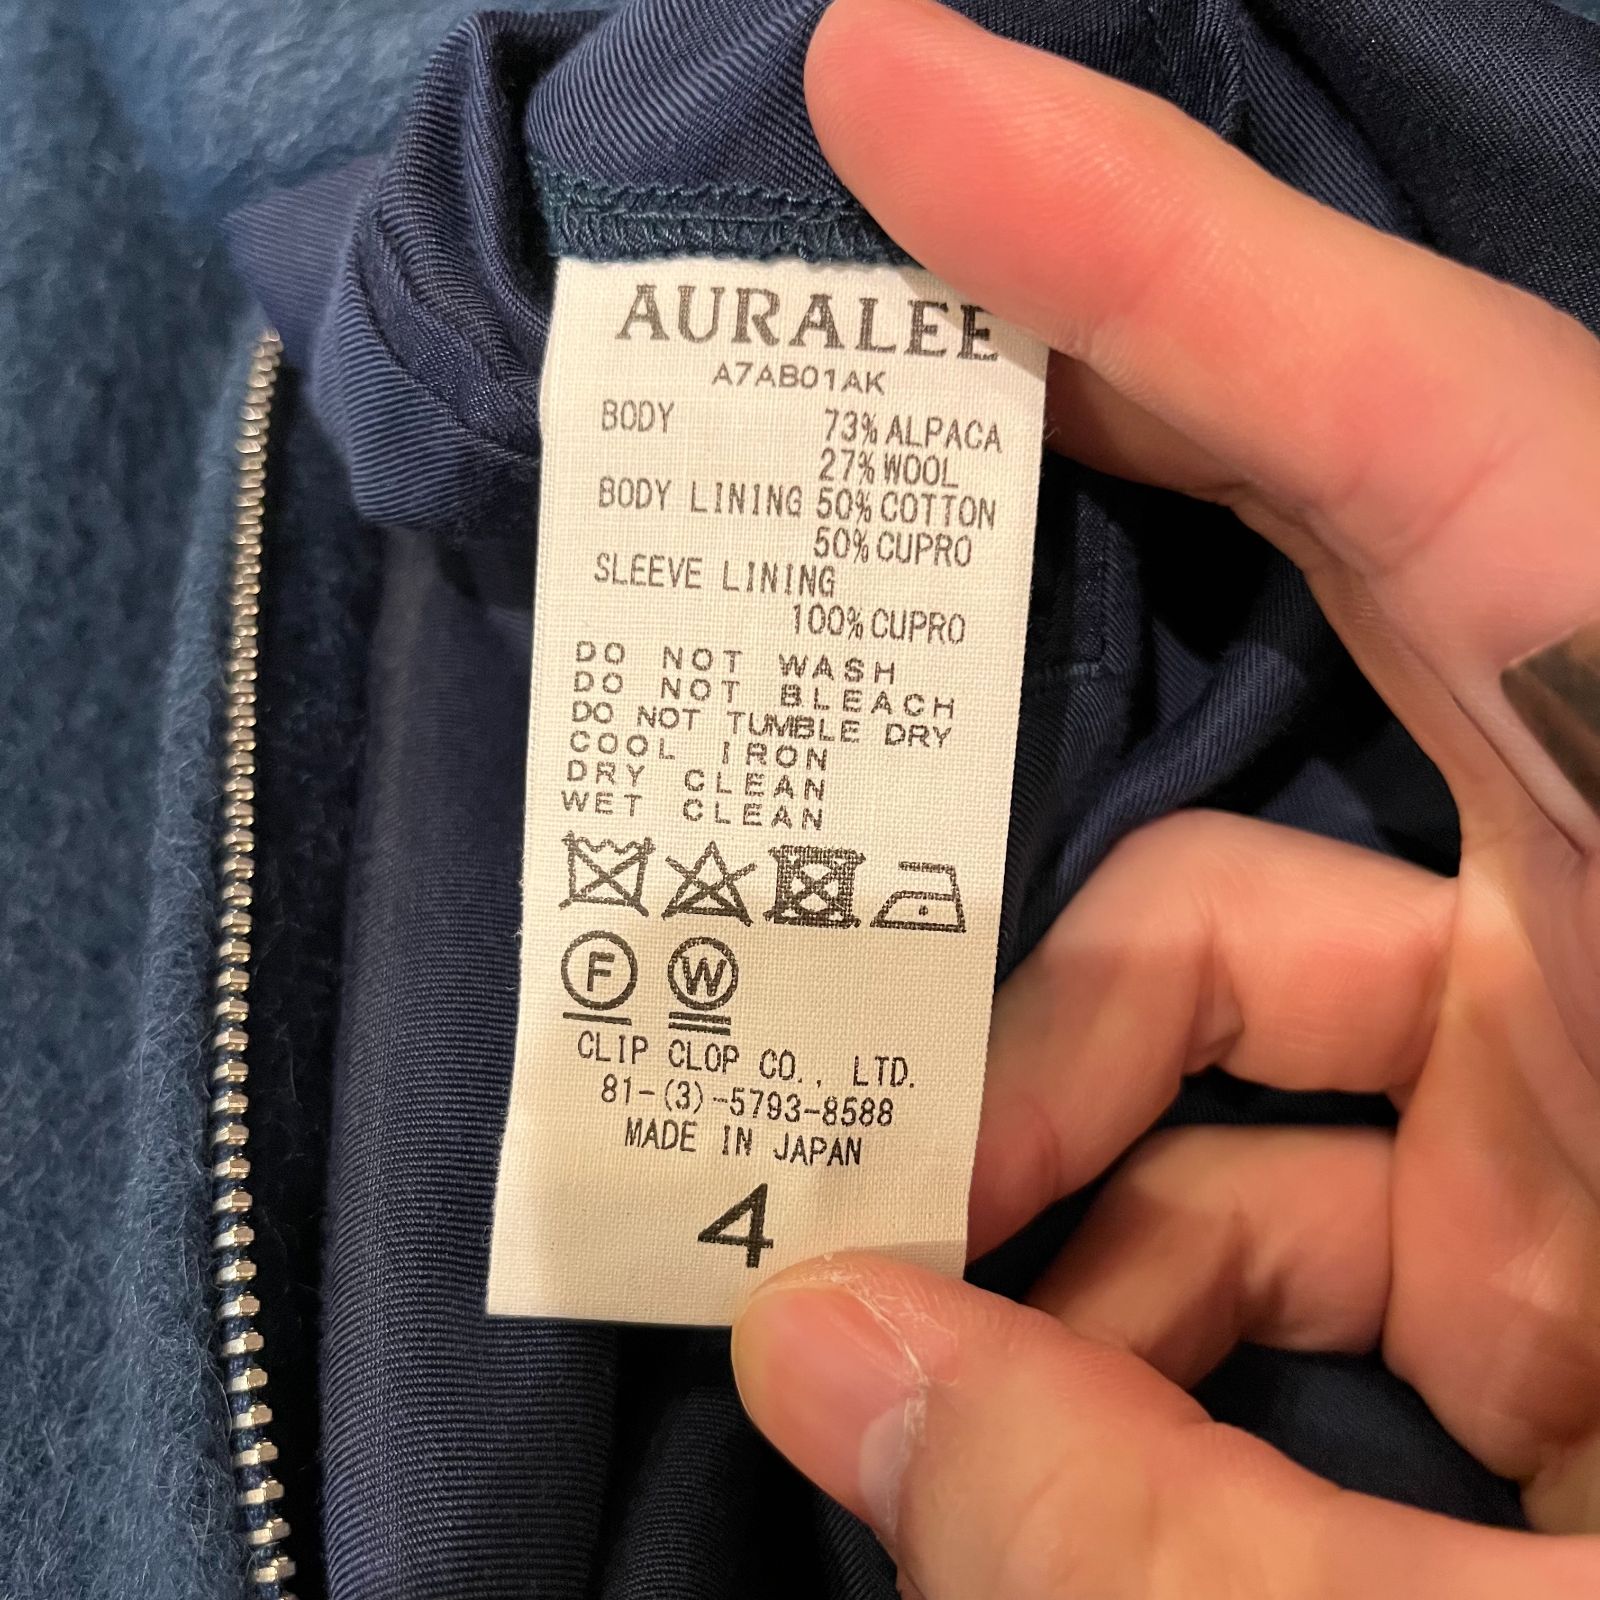 AURALEE
A7AB01AK
BODY 73% ALPACA
27% WOOL
BODY LINING 50% COTTON
50% CUPRO
SLEEVE LINING
100% CUPRO
DO NOT WASH
DO NOT BLEACH
DO NOT TUMBLE DRY
COOL IRON
DRY CLEAN
WET CLEAN
F W
CLIP CLOP CO., LTD.
81-(3)-5793-8588
MADE IN JAPAN
4